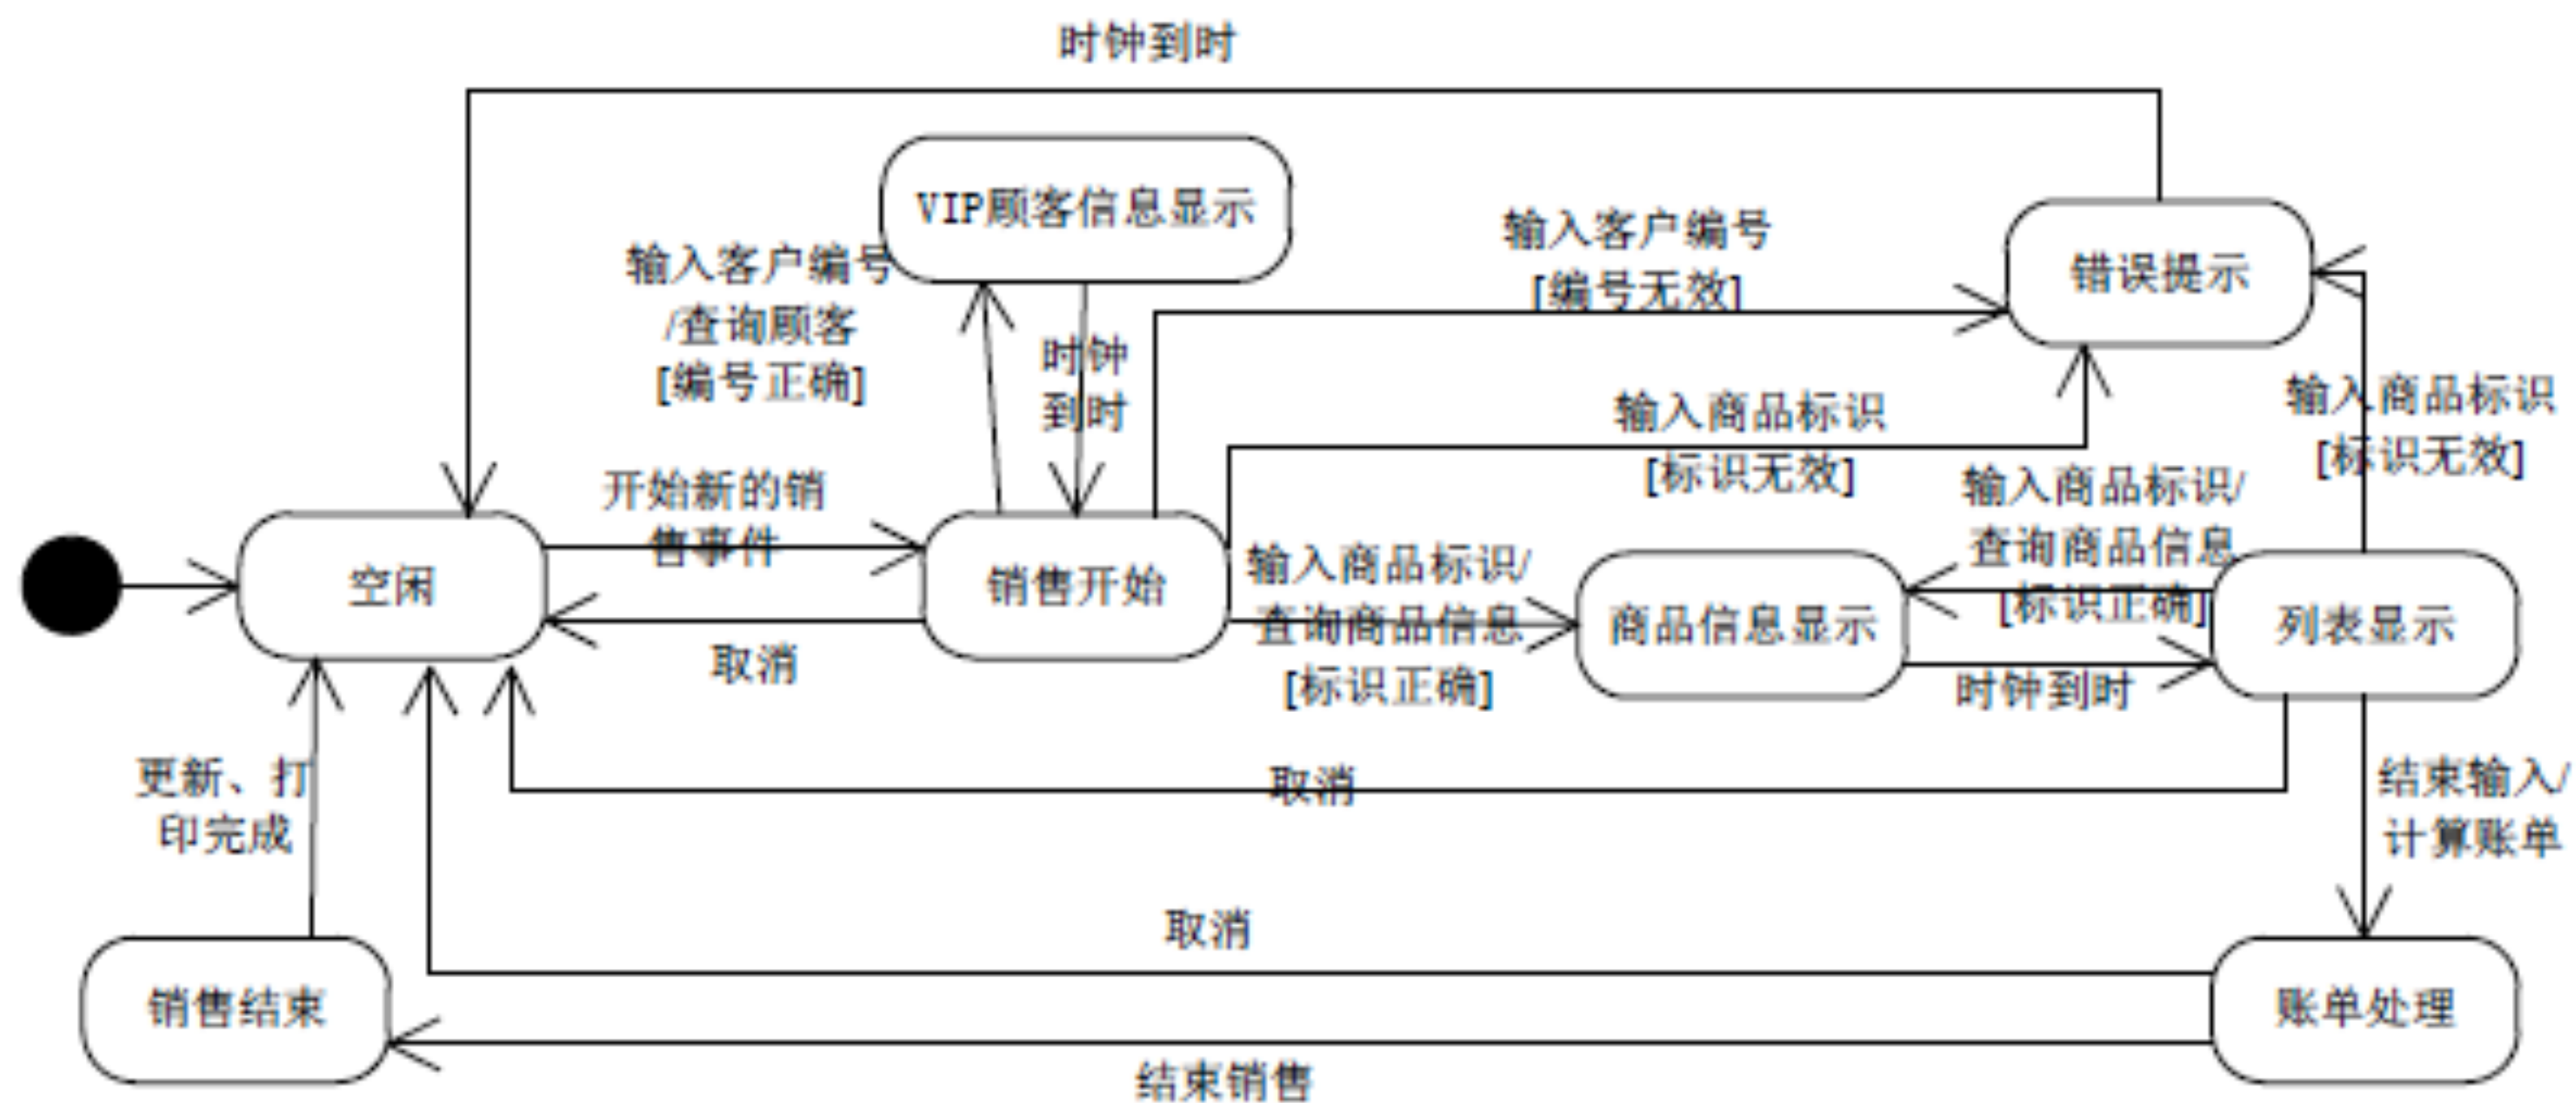 时钟到时
VIP顾客信息显示
输入客户编号
/查询顾客
[编号正确]
时钟
到时
输入客户编号
[编号无效]
错误提示
输入商品标识
[标识无效]
输入商品标识
[标识无效]
开始新的销
售事件
空闲
取消
销售开始
输入商品标识/
查询商品信息
[标识正确]
商品信息显示
输入商品标识/
查询商品信息
[标识正确]
时钟到时
列表显示
更新、打
印完成
取消
结束输入/
计算账单
取消
销售结束
账单处理
结束销售